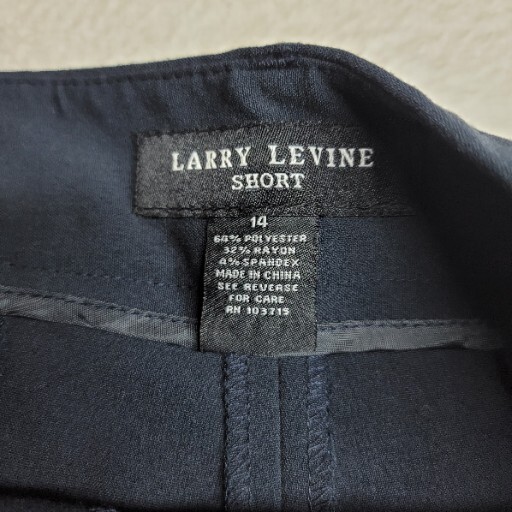 LARRY LEVINE
SHORT
14
64% POLYESTER
32% RAYON
4% SPANDEX
MADE IN CHINA
SEE REVERSE
FOR CARE
RN 103715